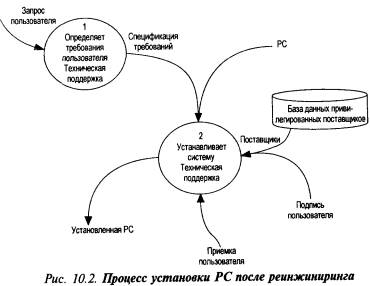 Запрос
пользователя
1
Определяет
требования
пользователя
Техническая
поддержка
Спецификация
требований
PC
База данных приви-
легированных поставщиков
2
Устанавливает
систему
Техническая
поддержка
Поставщики
Подпись
пользователя
Установленная PC
Приемка
пользователя
Рис. 10.2. Процесс установки PC после реинжиниринга